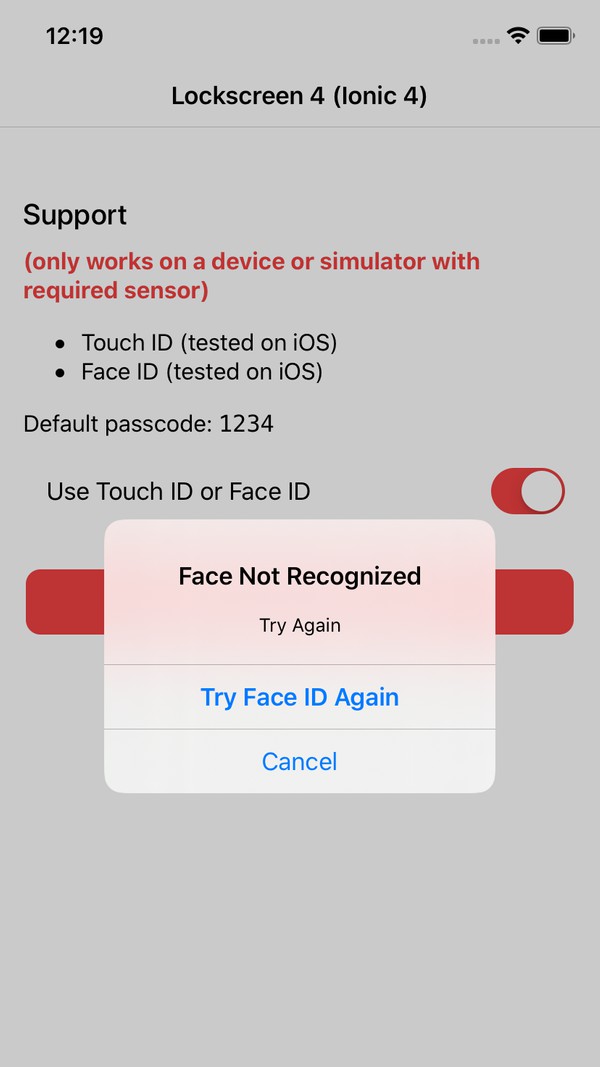 12:19
Lockscreen 4 (Ionic 4)
Support
(only works on a device or simulator with
required sensor)
• Touch ID (tested on iOS)
• Face ID (tested on iOS)
Default passcode: 1234
Use Touch ID or Face ID
Face Not Recognized
Try Again
Try Face ID Again
Cancel